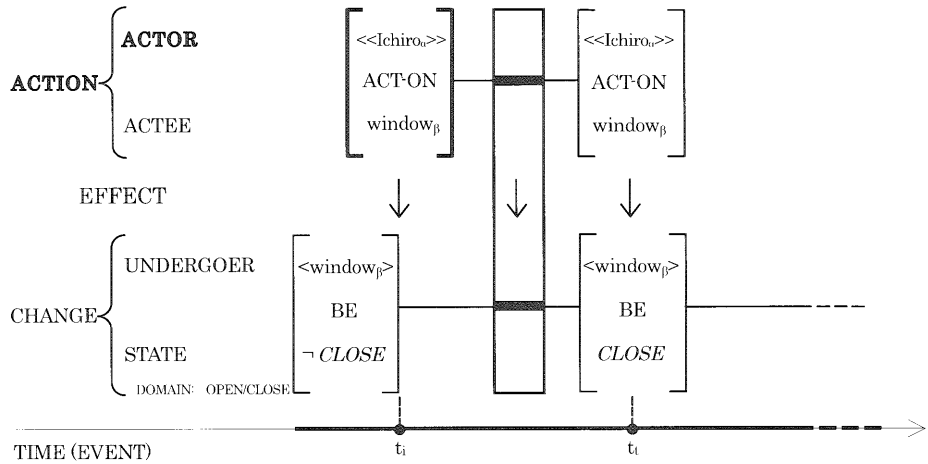 ACTOR
<<Ichiroα>> <<Ichiroα>>
ACTION ACT-ON ACT-ON
ACTEE windowβ windowβ
EFFECT
UNDERGOER <windowβ> <windowβ>
CHANGE BE BE
STATE ¬ CLOSE CLOSE
DOMAIN: OPEN/CLOSE
TIME (EVENT) ti tt